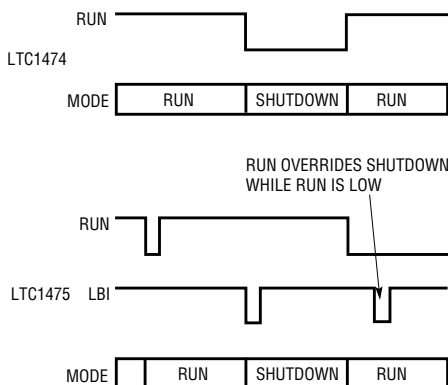 RUN
LTC1474
MODE RUN SHUTDOWN RUN
RUN OVERRIDES SHUTDOWN
WHILE RUN IS LOW
RUN
LTC1475 LBI
MODE RUN SHUTDOWN RUN